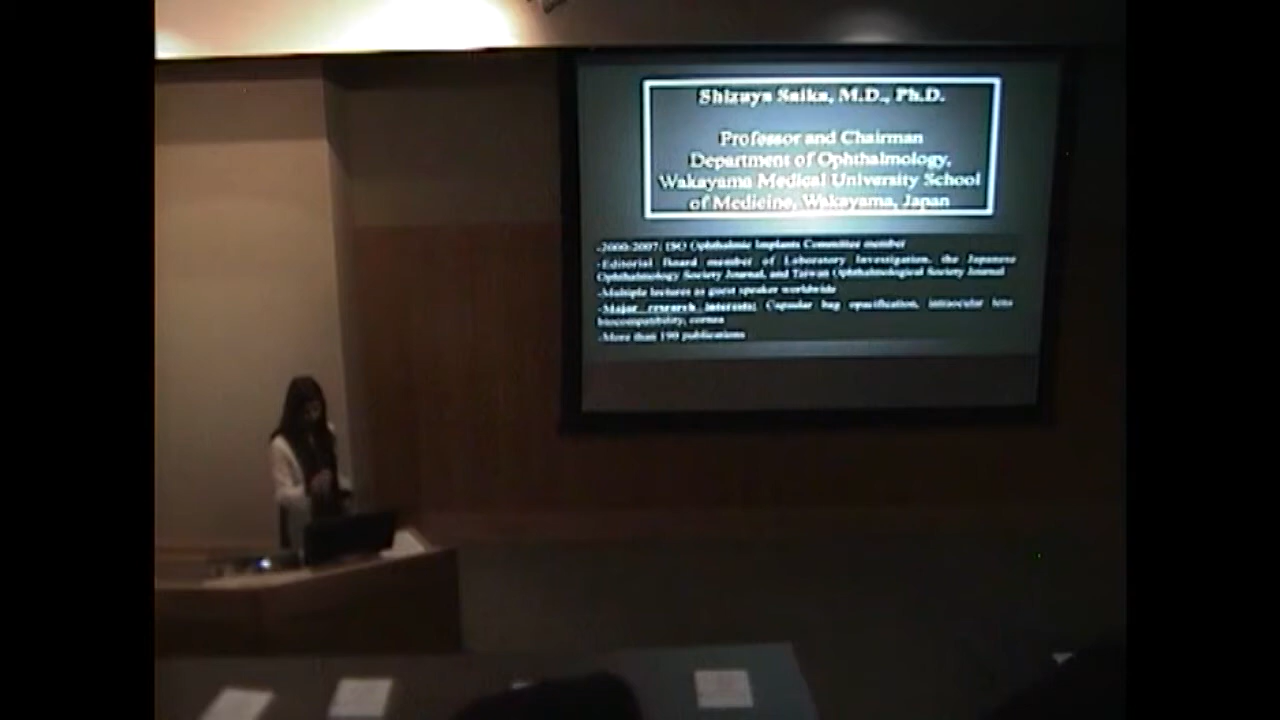 Shizuya Saika, M.D., Ph.D.
Professor and Chairman
Department of Ophthalmology,
Wakayama Medical University School
of Medicine, Wakayama, Japan
-2000-2007: ISO Ophthalmic Implants Committee member
-Editorial Board member of Laboratory Investigation, the Japanese
Ophthalmology Society Journal, and Taiwan Ophthalmological Society Journal
-Multiple lectures as guest speaker worldwide
-Major research interests: Capsular bag opacification, intraocular lens
biocompatibility, cornea
-More than 190 publications